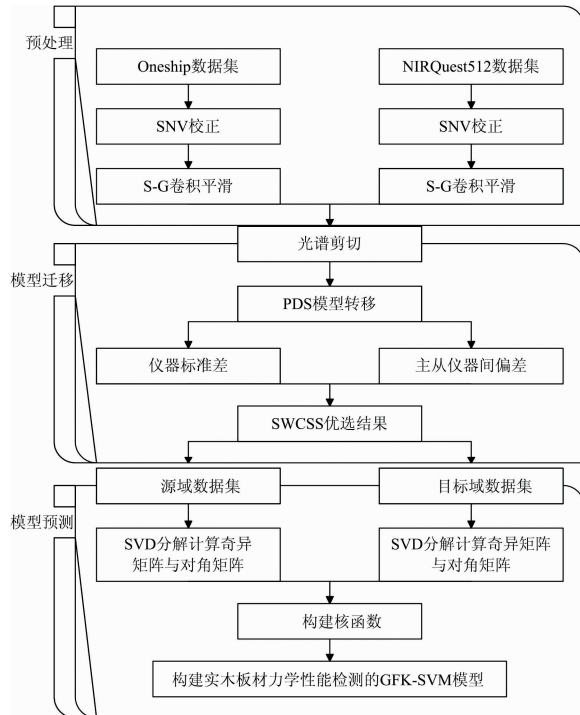 预处理
Oneship数据集
NIRQuest512数据集
SNV校正
SNV校正
S-G卷积平滑
S-G卷积平滑
光谱剪切
模型迁移
PDS模型转移
仪器标准差
主从仪器间偏差
SWCSS优选结果
源域数据集
目标域数据集
模型预测
SVD分解计算奇异
矩阵与对角矩阵
SVD分解计算奇异
矩阵与对角矩阵
构建核函数
构建实木板材力学性能检测的GFK-SVM模型